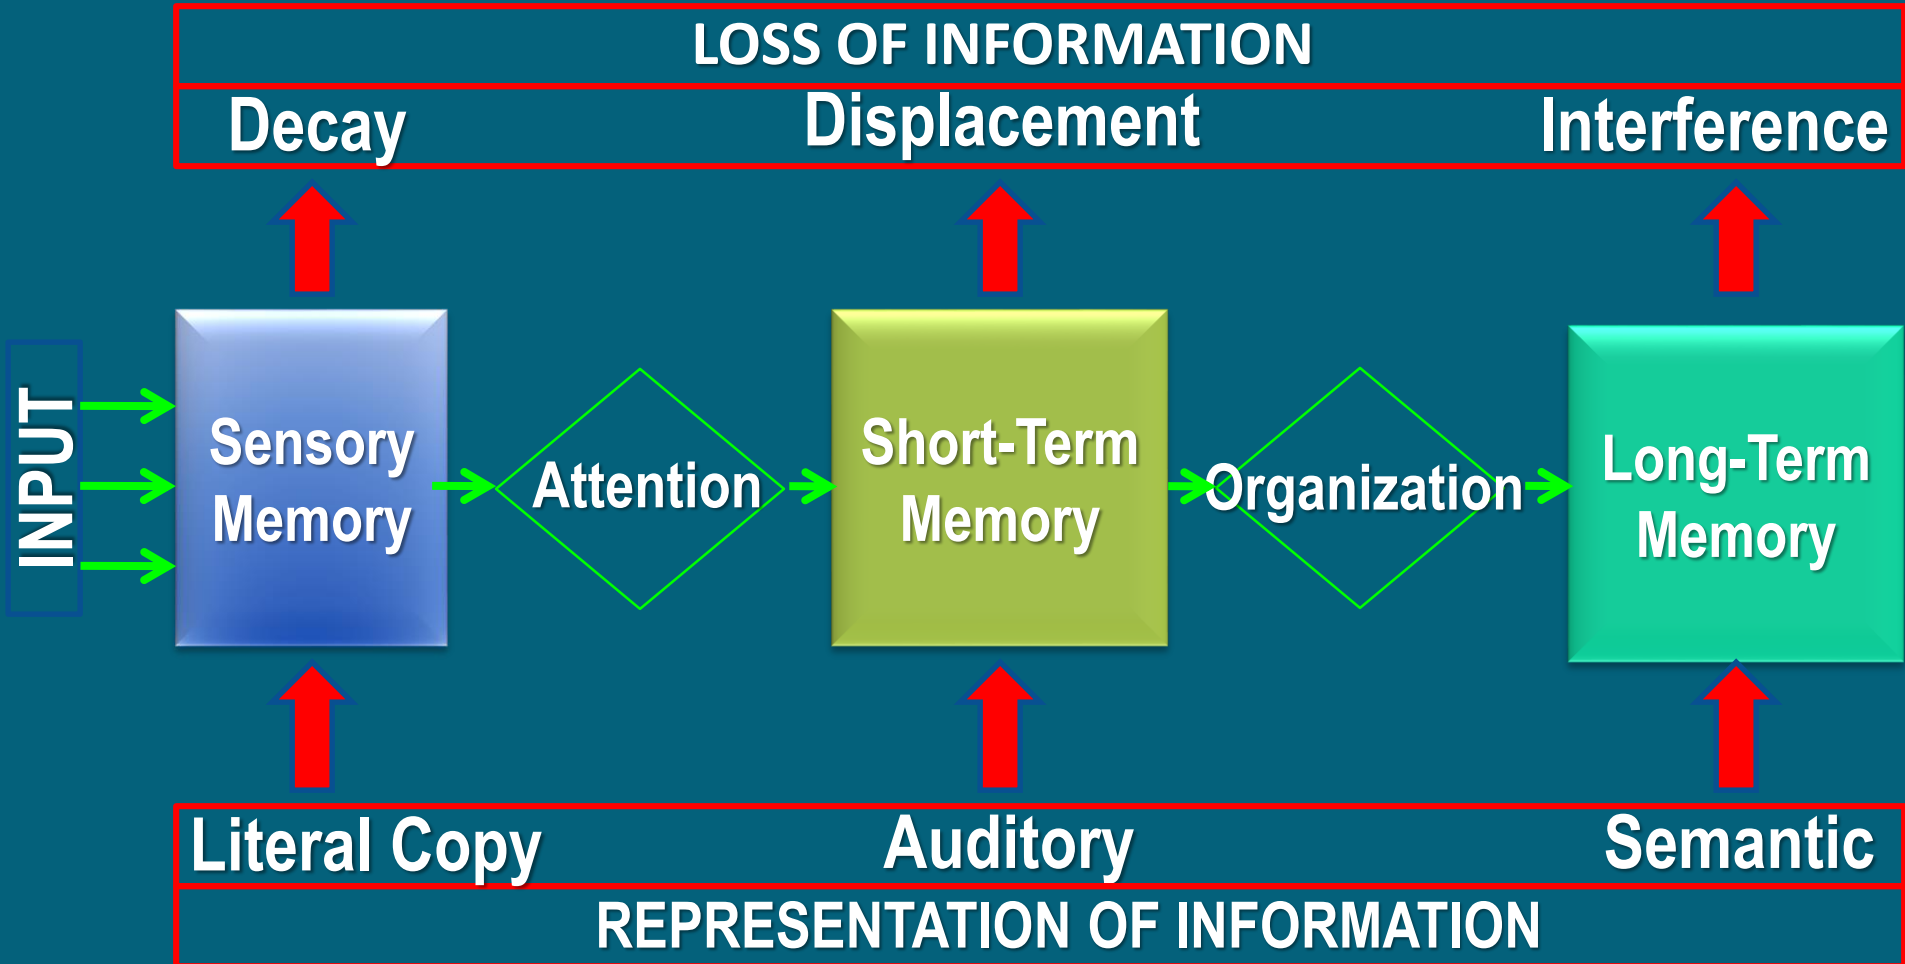 LOSS OF INFORMATION
Decay
Displacement
Interference
INPUT
Sensory
Memory
Attention
Short-Term
Memory
Organization
Long-Term
Memory
Literal Copy
Auditory
Semantic
REPRESENTATION OF INFORMATION